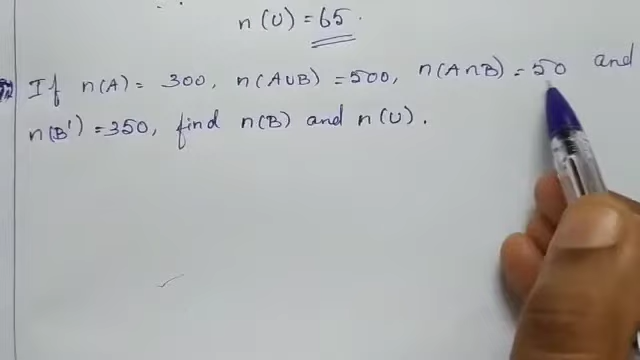 n(U) = 65.
If n(A) = 300, n(A∪B) = 500, n(A∩B) = 50 and
n(B') = 350, find n(B) and n(U).